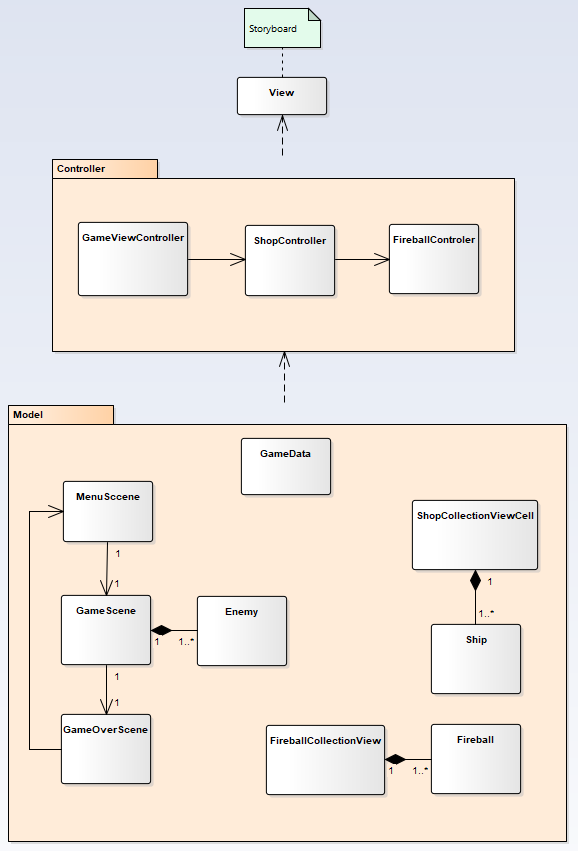 Storyboard
View
Controller
GameViewController
ShopController
FireballControler
Model
GameData
MenuSccene
ShopCollectionViewCell
1
1
1
1..*
GameScene
Enemy
Ship
1
1..*
1
1
GameOverScene
FireballCollectionView
Fireball
1
1..*